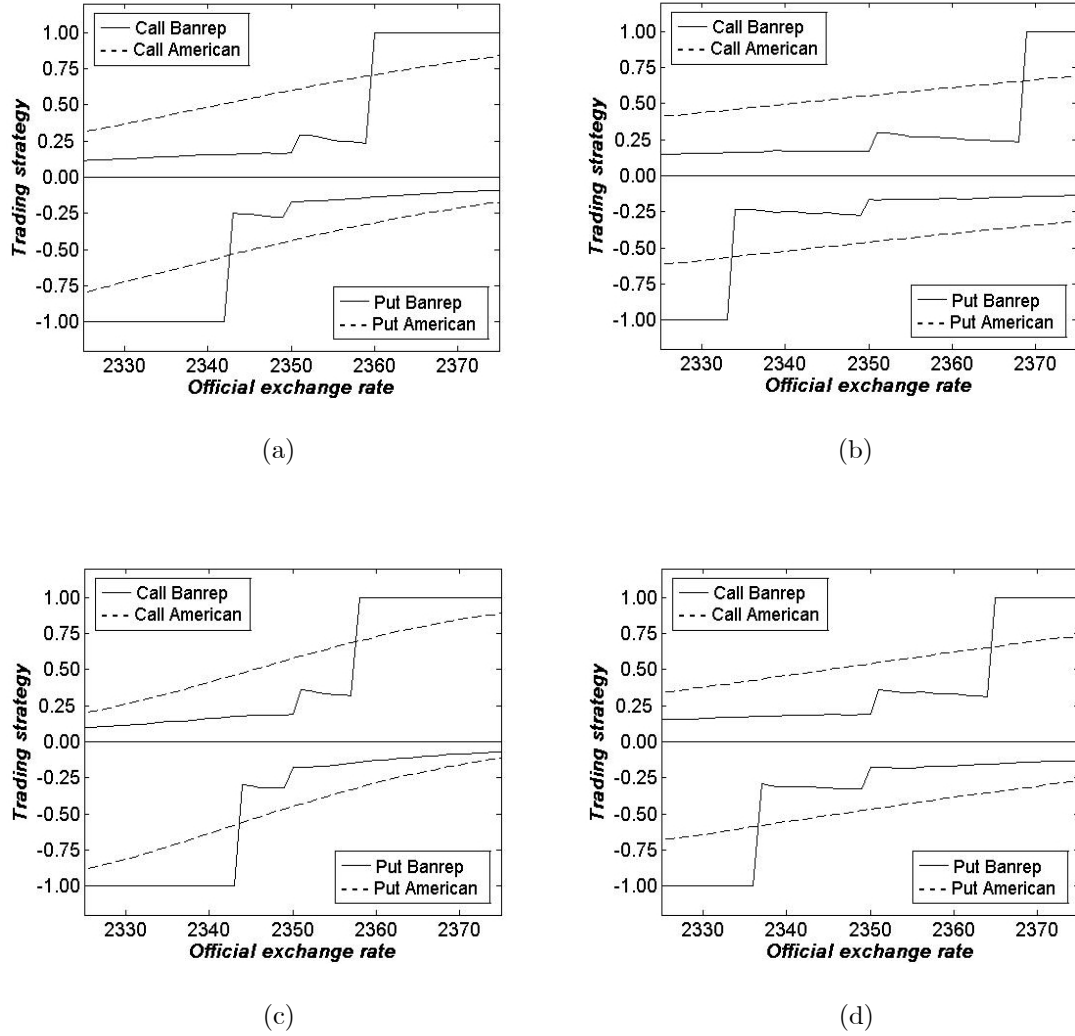 Call Banrep
Call American
1.00
0.75
0.50
0.25
0.00
-0.25
-0.50
-0.75
-1.00
Trading strategy
Put Banrep
Put American
2330 2340 2350 2360 2370
Official exchange rate
(a)
Call Banrep
Call American
1.00
0.75
0.50
0.25
0.00
-0.25
-0.50
-0.75
-1.00
Trading strategy
Put Banrep
Put American
2330 2340 2350 2360 2370
Official exchange rate
(b)
Call Banrep
Call American
1.00
0.75
0.50
0.25
0.00
-0.25
-0.50
-0.75
-1.00
Trading strategy
Put Banrep
Put American
2330 2340 2350 2360 2370
Official exchange rate
(c)
Call Banrep
Call American
1.00
0.75
0.50
0.25
0.00
-0.25
-0.50
-0.75
-1.00
Trading strategy
Put Banrep
Put American
2330 2340 2350 2360 2370
Official exchange rate
(d)